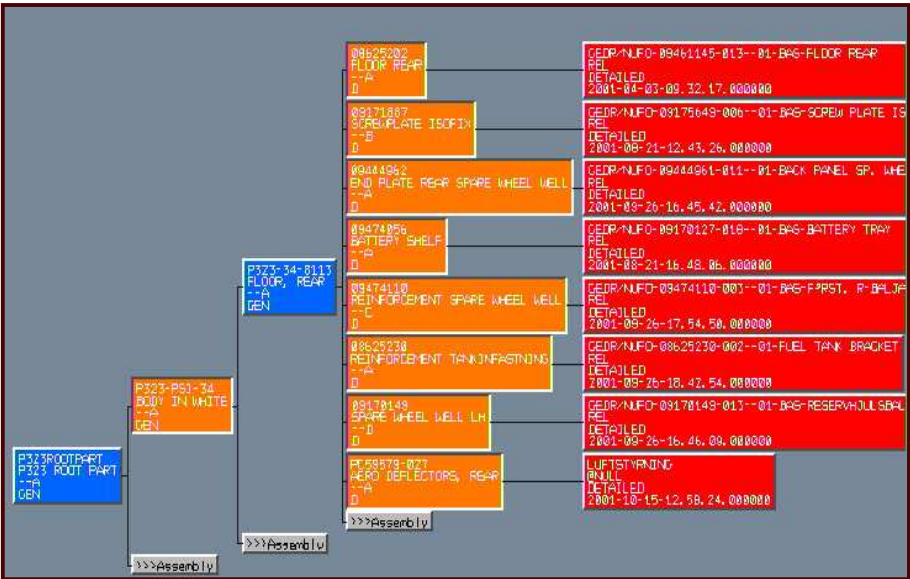 P323ROOTPART
P323 ROOT PART
--A
GEN
P323-PS1-34
BODY IN WHITE
--A
GEN
>>>Assembly
P323-34-8113
FLOOR, REAR
--A
GEN
>>>Assembly
08625202
FLOOR REAR
--A
D
09171887
SCREWPLATE ISOFIX
--B
D
09444962
END PLATE REAR SPARE WHEEL WELL
--A
D
09474056
BATTERY SHELF
--A
D
09474110
REINFORCEMENT SPARE WHEEL WELL
--C
D
08625230
REINFORCEMENT TANKINFASTNING
--A
D
09170149
SPARE WHEEL WELL LH
--D
D
PC59579-027
AERO DEFLECTORS, REAR
--A
D
>>>Assembly
GEDR/NUFO-09461145-013--01-BAS-FLOOR REAR
REL
DETAILED
2001-04-03-09.32.17.000000
GEDR/NUFO-09175649-006--01-BAS-SCREW PLATE IS
REL
DETAILED
2001-08-21-12.43.26.000000
GEDR/NUFO-09444961-011--01-BACK PANEL SP. WHE
REL
DETAILED
2001-09-26-16.45.42.000000
GEDR/NUFO-09170127-018--01-BAS-BATTERY TRAY
REL
DETAILED
2001-08-21-16.48.06.000000
GEDR/NUFO-09474110-003--01-BAS-F?RST. R-BALJA
REL
DETAILED
2001-09-26-17.54.50.000000
GEDR/NUFO-08625230-002--01-FUEL TANK BRACKET
REL
DETAILED
2001-09-26-18.42.54.000000
GEDR/NUFO-09170149-013--01-BAS-RESERVHJULSBAL
REL
DETAILED
2001-09-26-16.46.09.000000
LUFTSTYRNING
@NULL
DETAILED
2001-10-15-12.58.24.000000